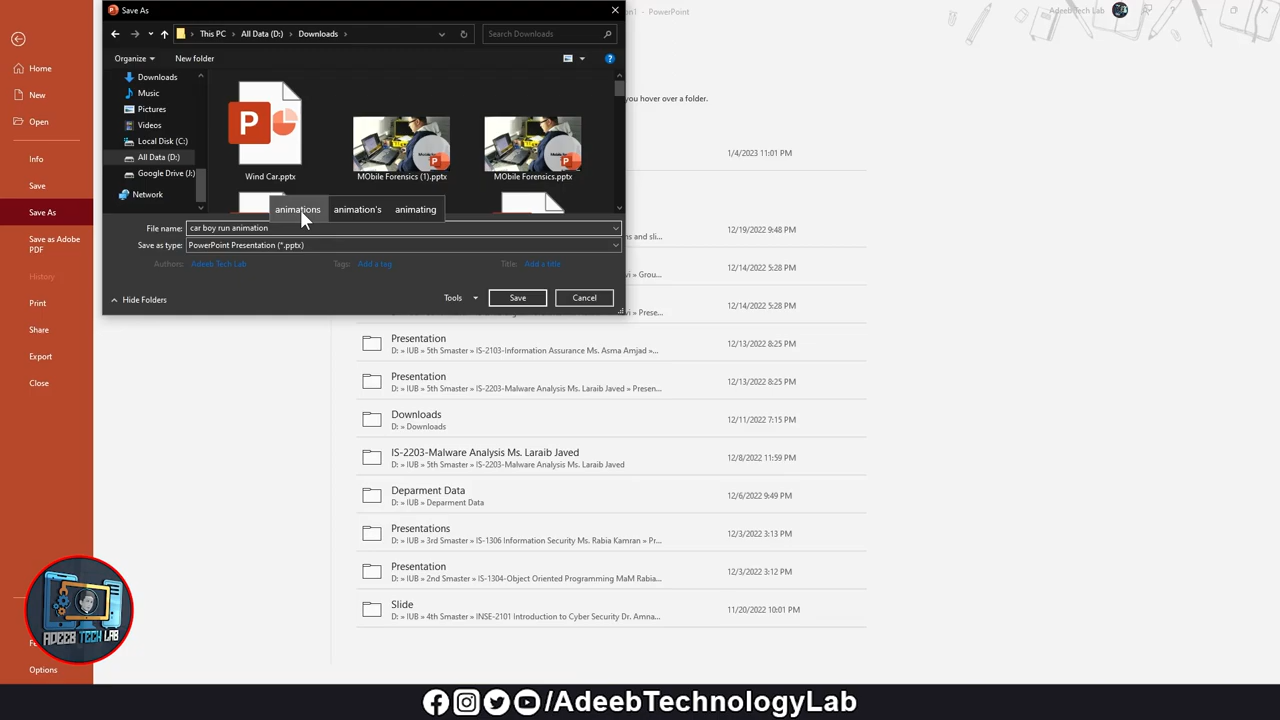 Save As
ion1 - PowerPoint
Adeeb Tech Lab
This PC > All Data (D:) > Downloads >
Search Downloads
Organize
New folder
Home
New
Open
Info
Save
Save As
Save as Adobe
PDF
History
Print
Share
Export
Close
Options
Downloads
Music
Pictures
Videos
Local Disk (C:)
All Data (D:)
Google Drive (J:)
Network
Wind Car.pptx
MObile Forensics (1).pptx
MObile Forensics.pptx
animations
animation's
animating
File name:
car boy run animation
Save as type:
PowerPoint Presentation (*.pptx)
Authors:
Adeeb Tech Lab
Tags:
Add a tag
Title:
Add a title
Hide Folders
Tools
Save
Cancel
you hover over a folder.
1/4/2023 11:01 PM
12/19/2022 9:48 PM
ns and sli...
12/14/2022 8:28 PM
vi » Grou...
12/14/2022 8:28 PM
» Prese...
Presentation
D: » IUB » 5th Smaster » IS-2103-Information Assurance Ms. Asma Amjad »...
12/13/2022 8:25 PM
Presentation
D: » IUB » 5th Smaster » IS-2203-Malware Analysis Ms. Laraib Javed » Presen...
12/13/2022 8:25 PM
Downloads
D: » Downloads
12/11/2022 7:15 PM
IS-2203-Malware Analysis Ms. Laraib Javed
D: » IUB » 5th Smaster » IS-2203-Malware Analysis Ms. Laraib Javed
12/8/2022 11:59 PM
Deparment Data
D: » IUB » Deparment Data
12/6/2022 9:49 PM
Presentations
D: » IUB » 3rd Smaster » IS-1306 Information Security Ms. Rabia Kamran » Pr...
12/3/2022 3:13 PM
Presentation
D: » IUB » 2nd Smaster » IS-1304-Object Oriented Programming MaM Rabia...
12/3/2022 3:12 PM
Slide
D: » IUB » 4th Smaster » INSE-2101 Introduction to Cyber Security Dr. Amna...
11/20/2022 10:01 PM
ADEEB TECH LAB
/AdeebTechnologyLab